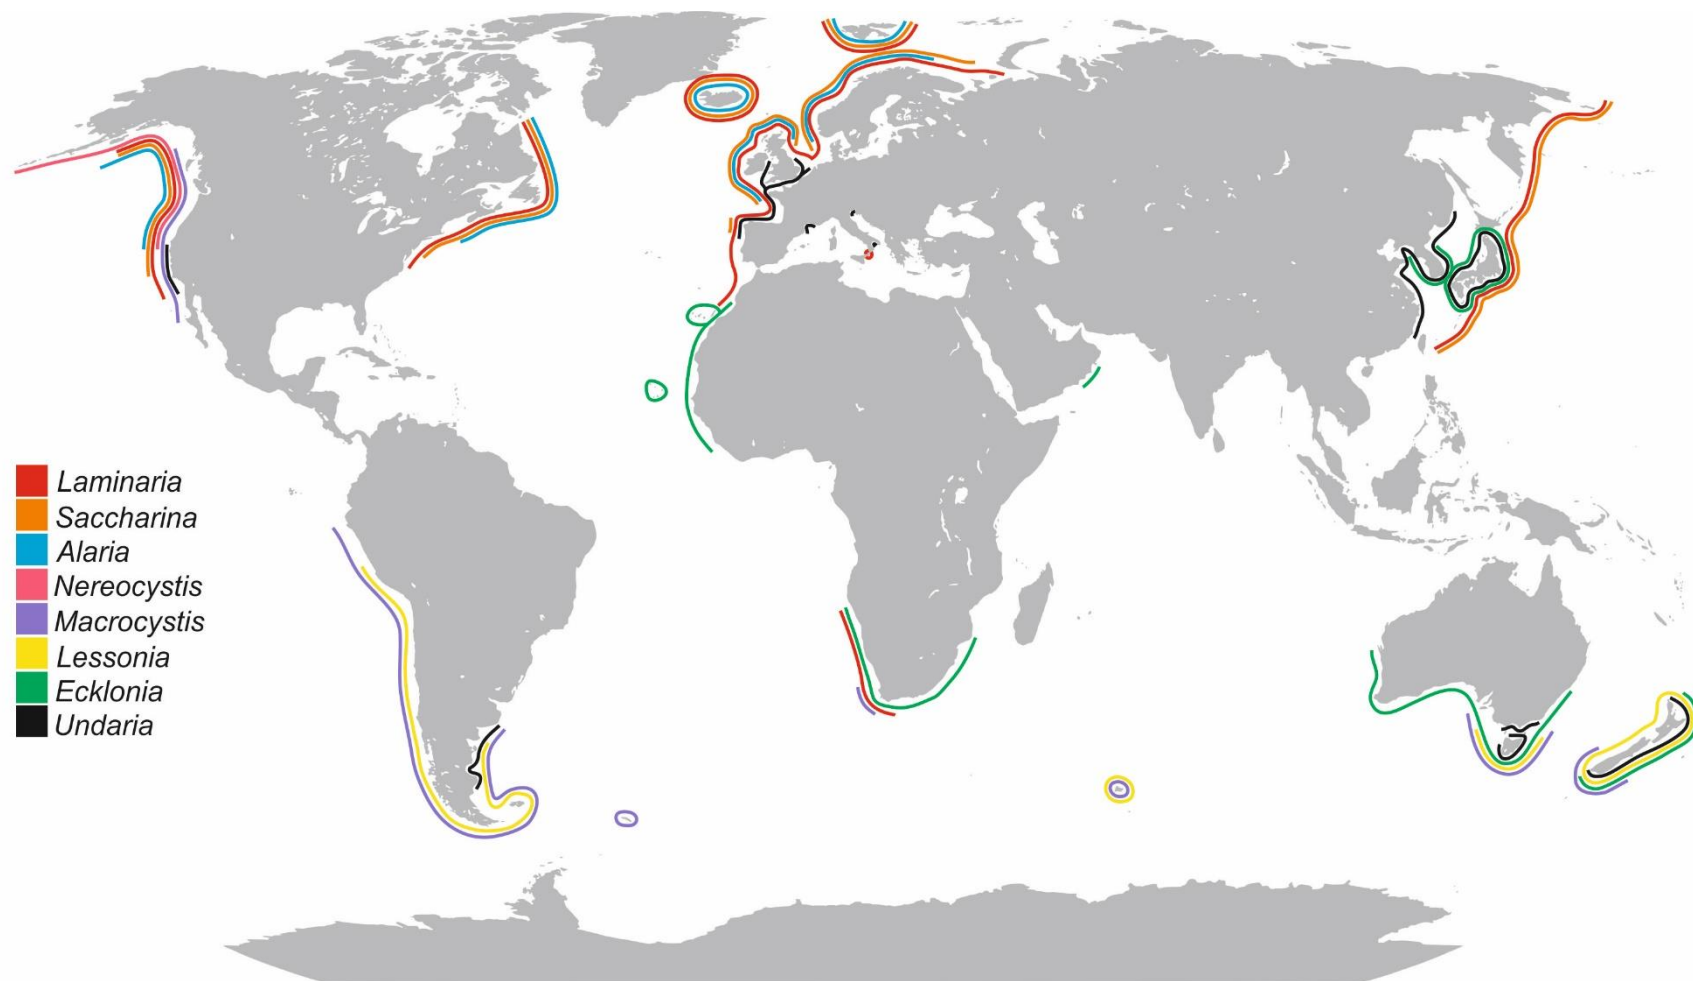 Laminaria
Saccharina
Alaria
Nereocystis
Macrocystis
Lessonia
Ecklonia
Undaria